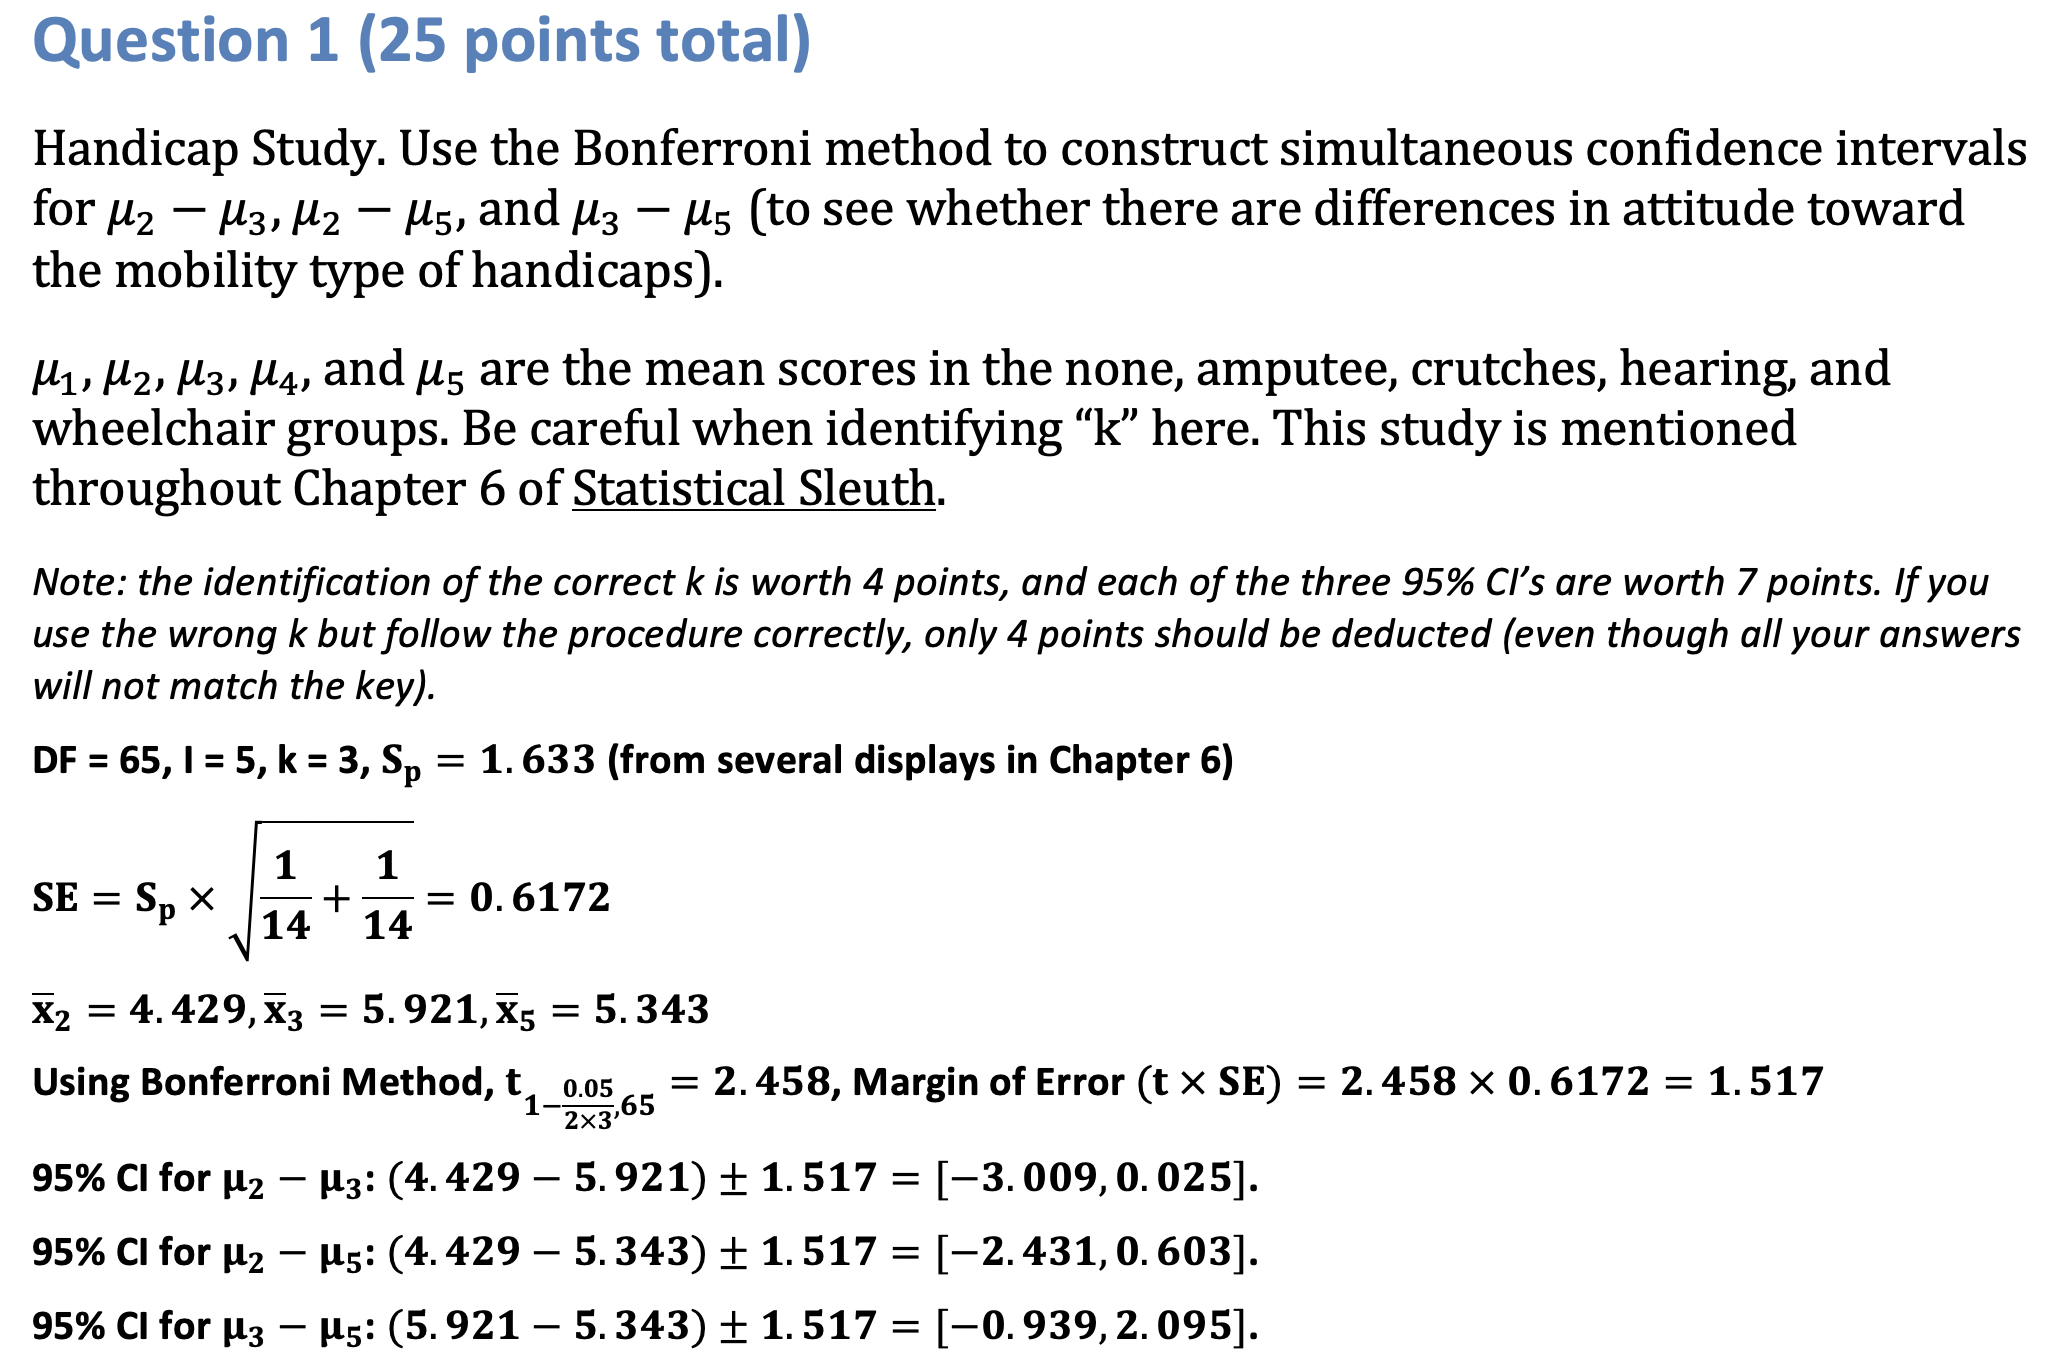 Question 1 (25 points total)
Handicap Study. Use the Bonferroni method to construct simultaneous confidence intervals
for μ₂ − μ₃, μ₂ − μ₅, and μ₃ − μ₅ (to see whether there are differences in attitude toward
the mobility type of handicaps).
μ₁, μ₂, μ₃, μ₄, and μ₅ are the mean scores in the none, amputee, crutches, hearing, and
wheelchair groups. Be careful when identifying “k” here. This study is mentioned
throughout Chapter 6 of Statistical Sleuth.
Note: the identification of the correct k is worth 4 points, and each of the three 95% CI’s are worth 7 points. If you
use the wrong k but follow the procedure correctly, only 4 points should be deducted (even though all your answers
will not match the key).
DF = 65, I = 5, k = 3, Sₚ = 1.633 (from several displays in Chapter 6)
SE = Sₚ × √(1/14 + 1/14) = 0.6172
x̅₂ = 4.429, x̅₃ = 5.921, x̅₅ = 5.343
Using Bonferroni Method, t_{1−0.05/(2×3),65} = 2.458, Margin of Error (t × SE) = 2.458 × 0.6172 = 1.517
95% CI for μ₂ − μ₃: (4.429 − 5.921) ± 1.517 = [−3.009, 0.025].
95% CI for μ₂ − μ₅: (4.429 − 5.343) ± 1.517 = [−2.431, 0.603].
95% CI for μ₃ − μ₅: (5.921 − 5.343) ± 1.517 = [−0.939, 2.095].